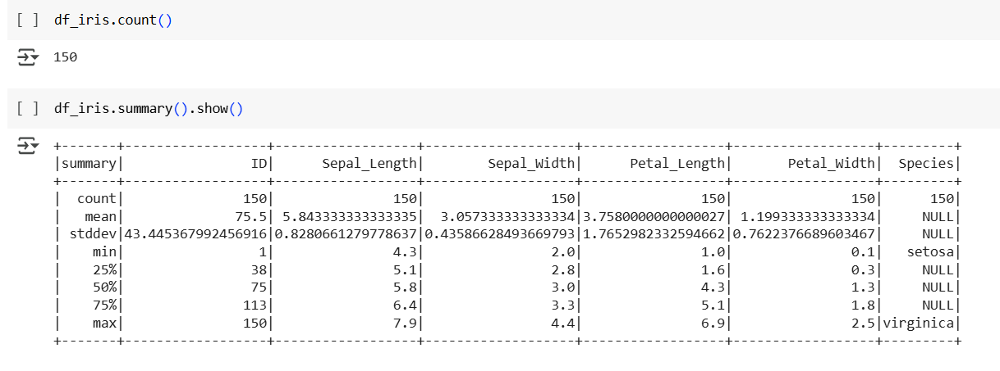 [ ] df_iris.count()
150
[ ] df_iris.summary().show()
+-------+------------------+------------------+-------------------+------------------+------------------+---------+
|summary|                ID|      Sepal_Length|        Sepal_Width|      Petal_Length|       Petal_Width|  Species|
+-------+------------------+------------------+-------------------+------------------+------------------+---------+
|  count|               150|               150|                150|               150|               150|      150|
|   mean|              75.5| 5.843333333333335|  3.057333333333334|3.7580000000000027| 1.199333333333334|     NULL|
| stddev|43.445367992456916|0.8280661279778637|0.43586628493669793|1.7652982332594662|0.7622376689603467|     NULL|
|    min|                 1|               4.3|                2.0|               1.0|               0.1|   setosa|
|    25%|                38|               5.1|                2.8|               1.6|               0.3|     NULL|
|    50%|                75|               5.8|                3.0|               4.3|               1.3|     NULL|
|    75%|               113|               6.4|                3.3|               5.1|               1.8|     NULL|
|    max|               150|               7.9|                4.4|               6.9|               2.5|virginica|
+-------+------------------+------------------+-------------------+------------------+------------------+---------+